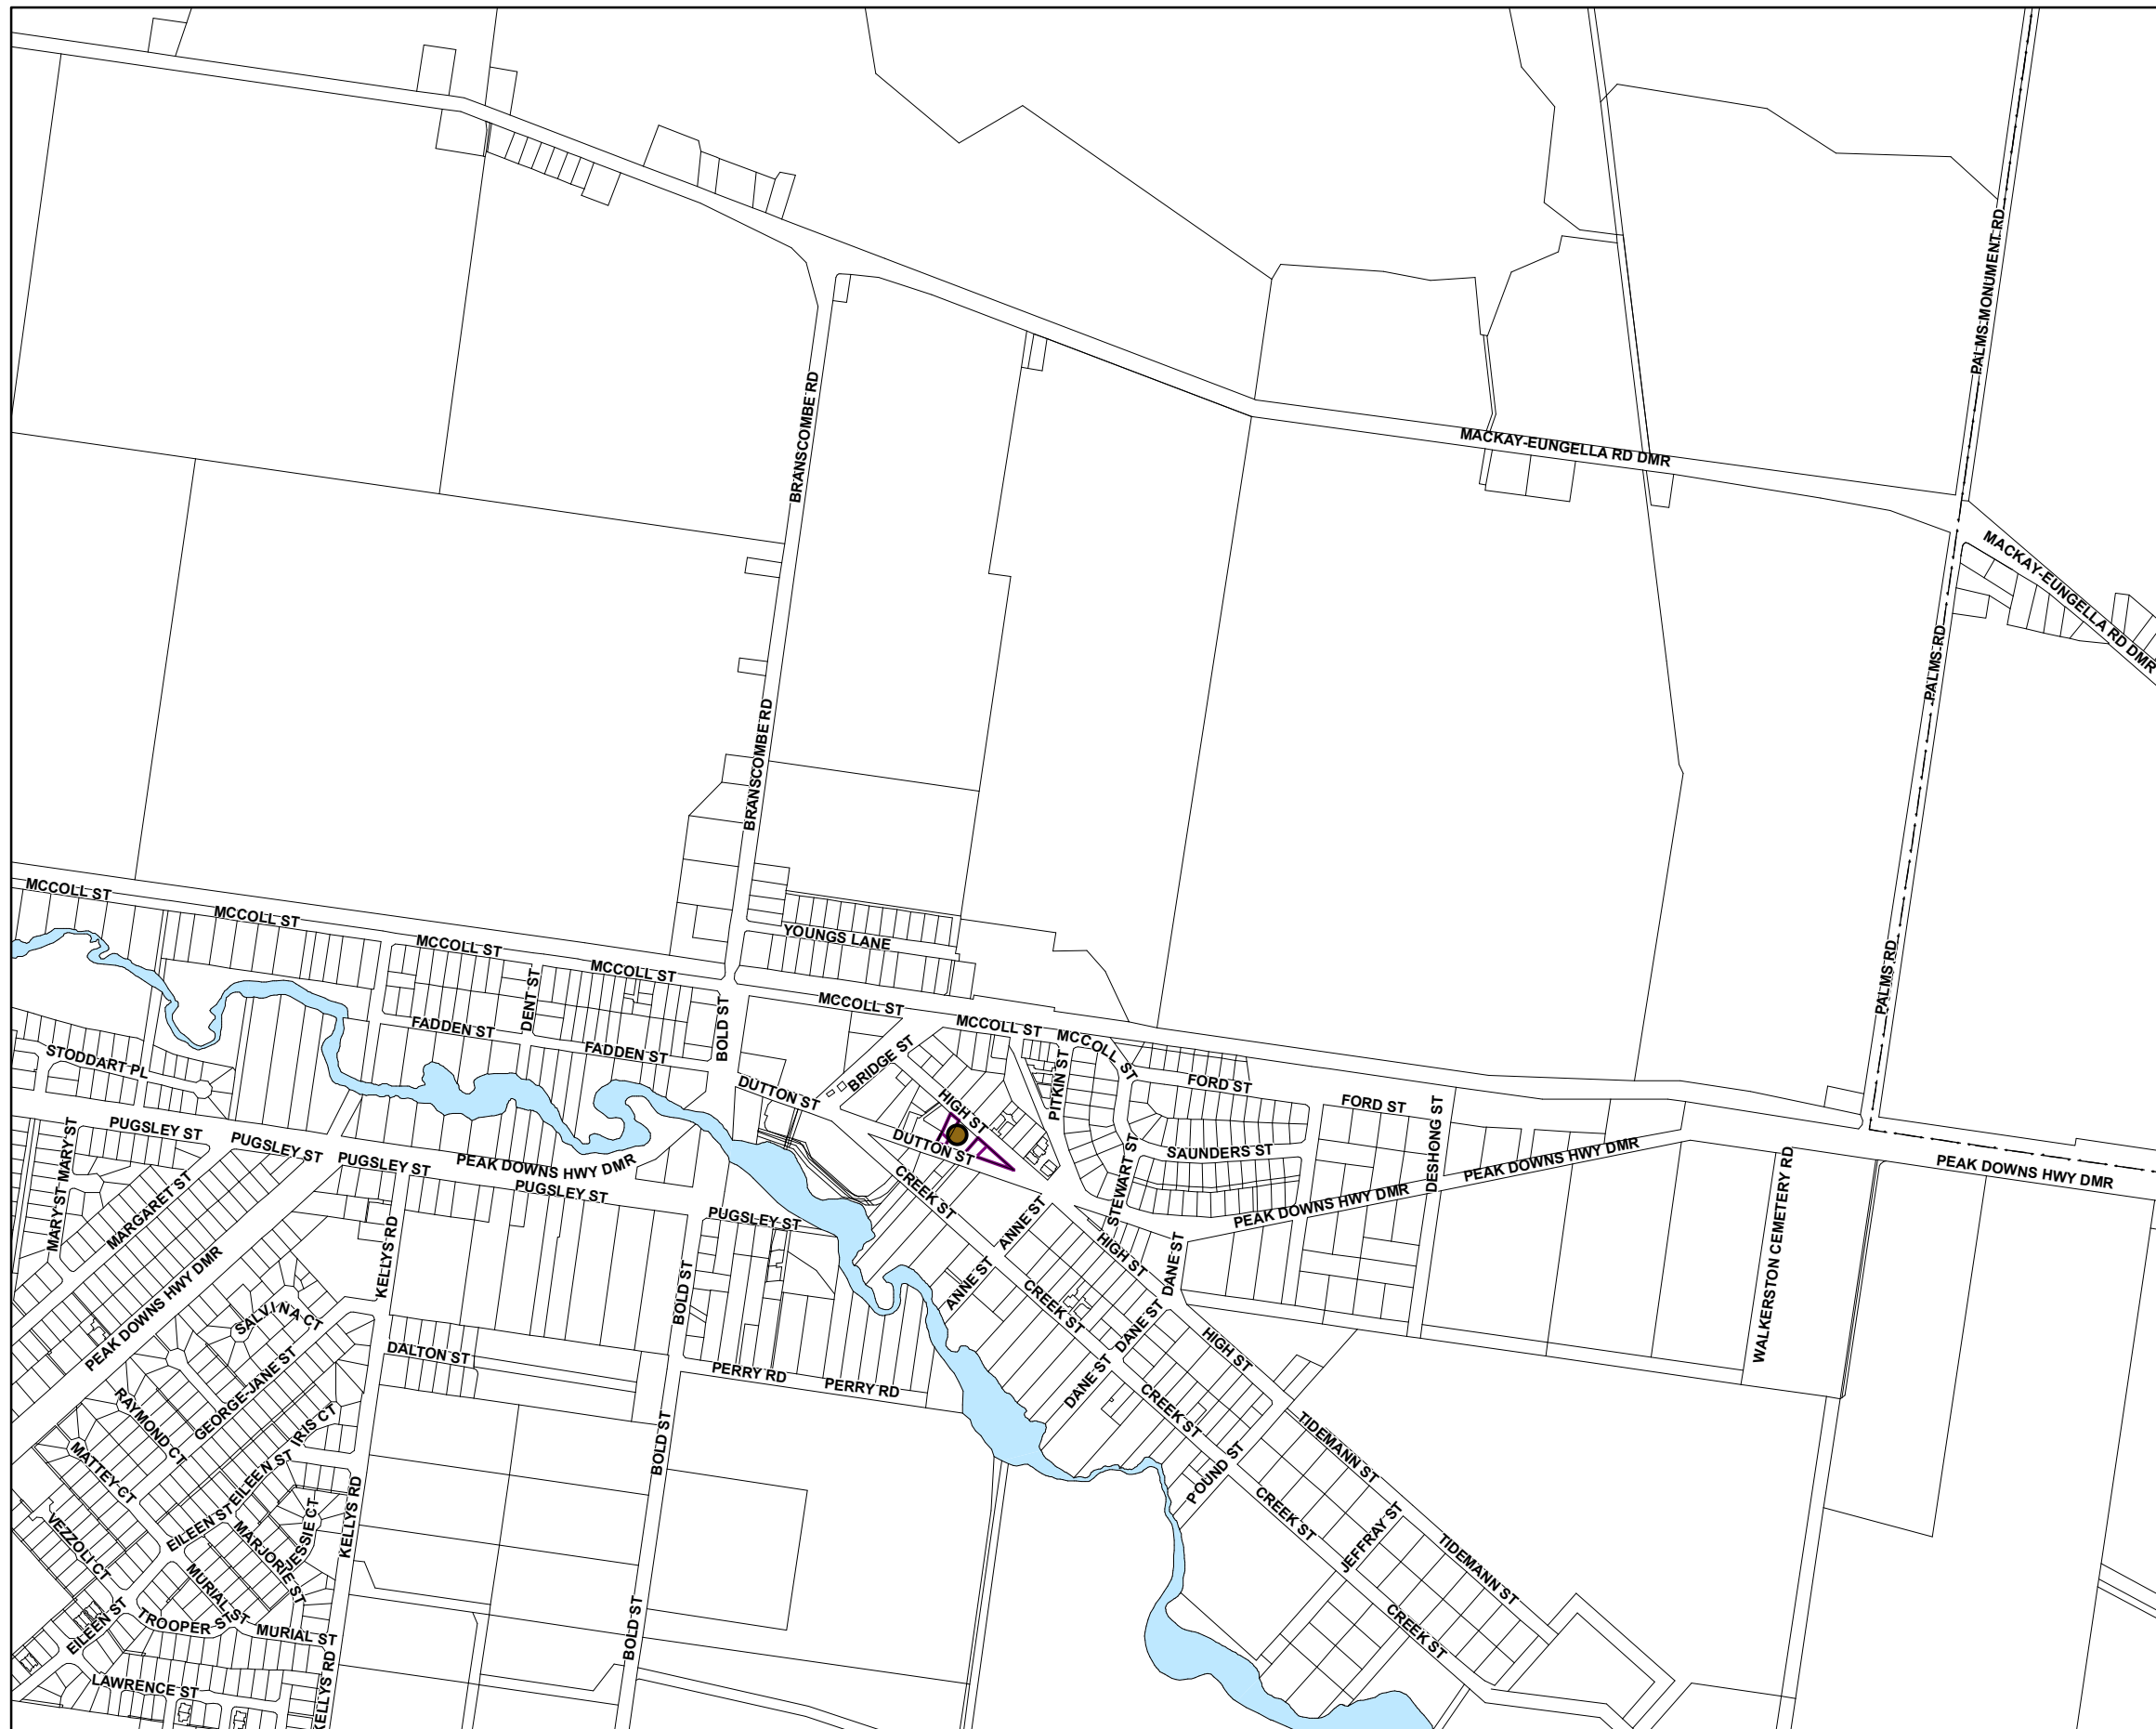 PALMS MONUMENT RD
BRANSCOMBE RD
MACKAY-EUNGELLA RD DMR
MACKAY-EUNGELLA RD DMR
PALMS RD
BRANSCOMBE RD
MCCOLL ST
MCCOLL ST
MCCOLL ST
MCCOLL ST
YOUNGS LANE
PALMS RD
DENT ST
BOLD ST
MCCOLL ST
MCCOLL ST
MCCOLL ST
FADDEN ST
FADDEN ST
BRIDGE ST
STODDART PL
PITKIN ST
DUTTON ST
FORD ST
FORD ST
HIGH ST
DESHONG ST
PUGSLEY ST
PUGSLEY ST
PUGSLEY ST
PEAK DOWNS HWY DMR
PUGSLEY ST
DUTTON ST
SAUNDERS ST
PEAK DOWNS HWY DMR
PEAK DOWNS HWY DMR
MARY ST
MARY ST
MARGARET ST
CREEK ST
STEWART ST
PEAK DOWNS HWY DMR
PUGSLEY ST
ANNE ST
HIGH ST
KELLYS RD
DANE ST
WALKERSTON CEMETERY RD
ANNE ST
BOLD ST
CREEK ST
PEAK DOWNS HWY DMR
SALVINA CT
DANE ST
HIGH ST
DALTON ST
PERRY RD
PERRY RD
DANE ST
GEORGE-JANE ST
CREEK ST
RAYMOND CT
IRIS CT
BOLD ST
TIDEMANN ST
MATTEY CT
EILEEN ST
POUND ST
CREEK ST
KELLYS RD
EILEEN ST
JESSIE CT
MARJORIE ST
VEZZOLI CT
JEFFRAY ST
TIDEMANN ST
MURIAL ST
EILEEN ST
TROOPER ST
MURIAL ST
BOLD ST
CREEK ST
KELLYS RD
LAWRENCE ST